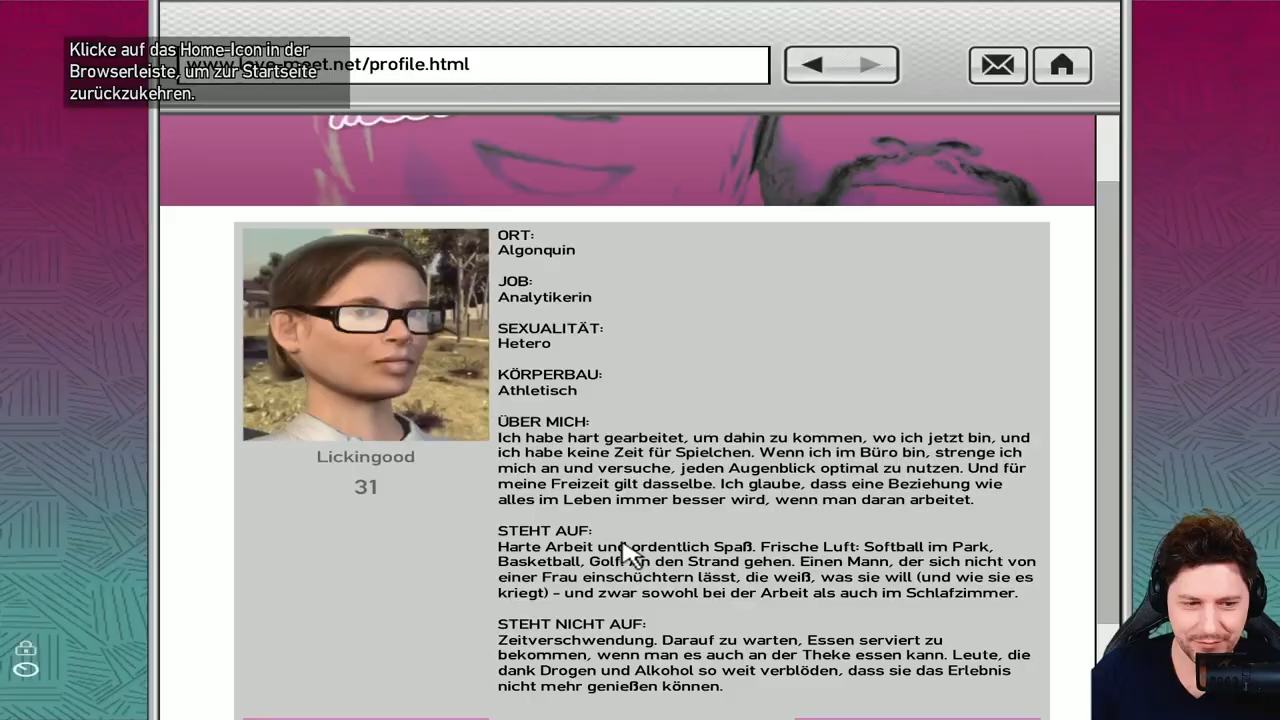 Klicke auf das Home-Icon in der
Browserleiste, um zur Startseite
zurückzukehren.
www.love-meet.net/profile.html
ORT:
Algonquin
JOB:
Analytikerin
SEXUALITÄT:
Hetero
KÖRPERBAU:
Athletisch
ÜBER MICH:
Ich habe hart gearbeitet, um dahin zu kommen, wo ich jetzt bin, und
ich habe keine Zeit für Spielchen. Wenn ich im Büro bin, strenge ich
mich an und versuche, jeden Augenblick optimal zu nutzen. Und für
meine Freizeit gilt dasselbe. Ich glaube, dass eine Beziehung wie
alles im Leben immer besser wird, wenn man daran arbeitet.
STEHT AUF:
Harte Arbeit und ordentlich Spaß. Frische Luft: Softball im Park,
Basketball, Golf, an den Strand gehen. Einen Mann, der sich nicht von
einer Frau einschüchtern lässt, die weiß, was sie will (und wie sie es
kriegt) – und zwar sowohl bei der Arbeit als auch im Schlafzimmer.
STEHT NICHT AUF:
Zeitverschwendung. Darauf zu warten, Essen serviert zu
bekommen, wenn man es auch an der Theke essen kann. Leute, die
dank Drogen und Alkohol so weit verblöden, dass sie das Erlebnis
nicht mehr genießen können.
Lickingood
31